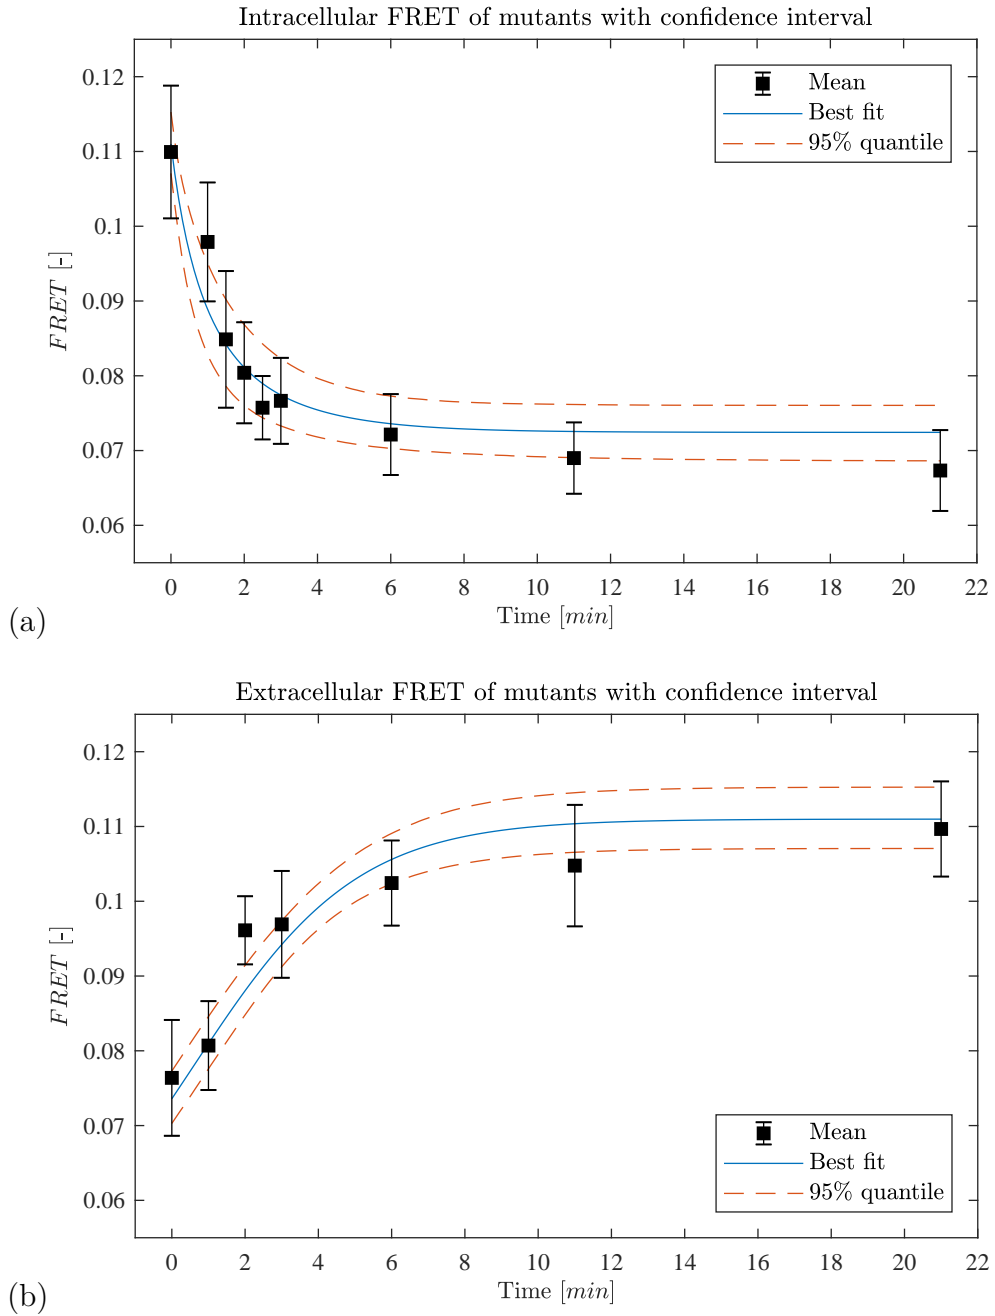 Intracellular FRET of mutants with confidence interval
0.12
0.11
0.1
0.09
0.08
0.07
0.06
FRET [-]
Mean
Best fit
95% quantile
0 2 4 6 8 10 12 14 16 18 20 22
Time [min]
(a)
Extracellular FRET of mutants with confidence interval
0.12
0.11
0.1
0.09
0.08
0.07
0.06
FRET [-]
Mean
Best fit
95% quantile
0 2 4 6 8 10 12 14 16 18 20 22
Time [min]
(b)